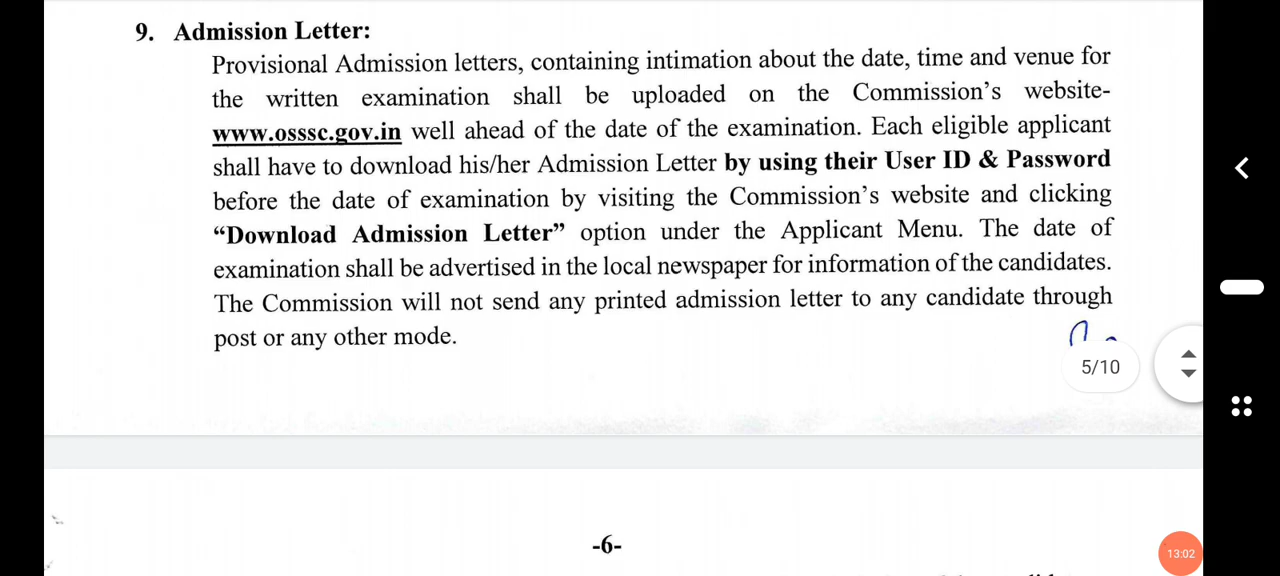 9. Admission Letter:
Provisional Admission letters, containing intimation about the date, time and venue for
the written examination shall be uploaded on the Commission's website-
www.osssc.gov.in well ahead of the date of the examination. Each eligible applicant
shall have to download his/her Admission Letter by using their User ID & Password
before the date of examination by visiting the Commission's website and clicking
“Download Admission Letter” option under the Applicant Menu. The date of
examination shall be advertised in the local newspaper for information of the candidates.
The Commission will not send any printed admission letter to any candidate through
post or any other mode.
5/10
-6-
13:02